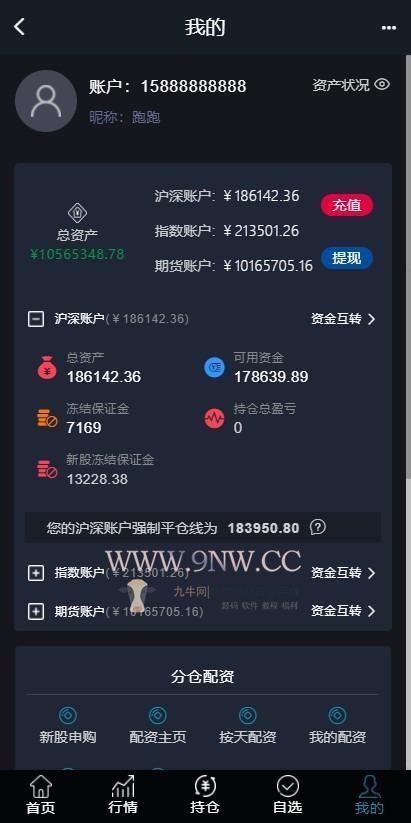 我的
账户：15888888888
资产状况
昵称：跑跑
沪深账户：¥186142.36
充值
总资产
指数账户：¥213501.26
¥10565348.78
期货账户：¥10165705.16
提现
沪深账户(¥186142.36)
资金互转
总资产
186142.36
可用资金
178639.89
冻结保证金
7169
持仓总盈亏
0
新股冻结保证金
13228.38
您的沪深账户强制平仓线为 183950.80
WWW.9NW.CC
指数账户(¥213501.26)
资金互转
九牛网
源码 软件 教程 福利
期货账户(¥10165705.16)
资金互转
分仓配资
新股申购 配资主页 按天配资 我的配资
首页 行情 持仓 自选 我的